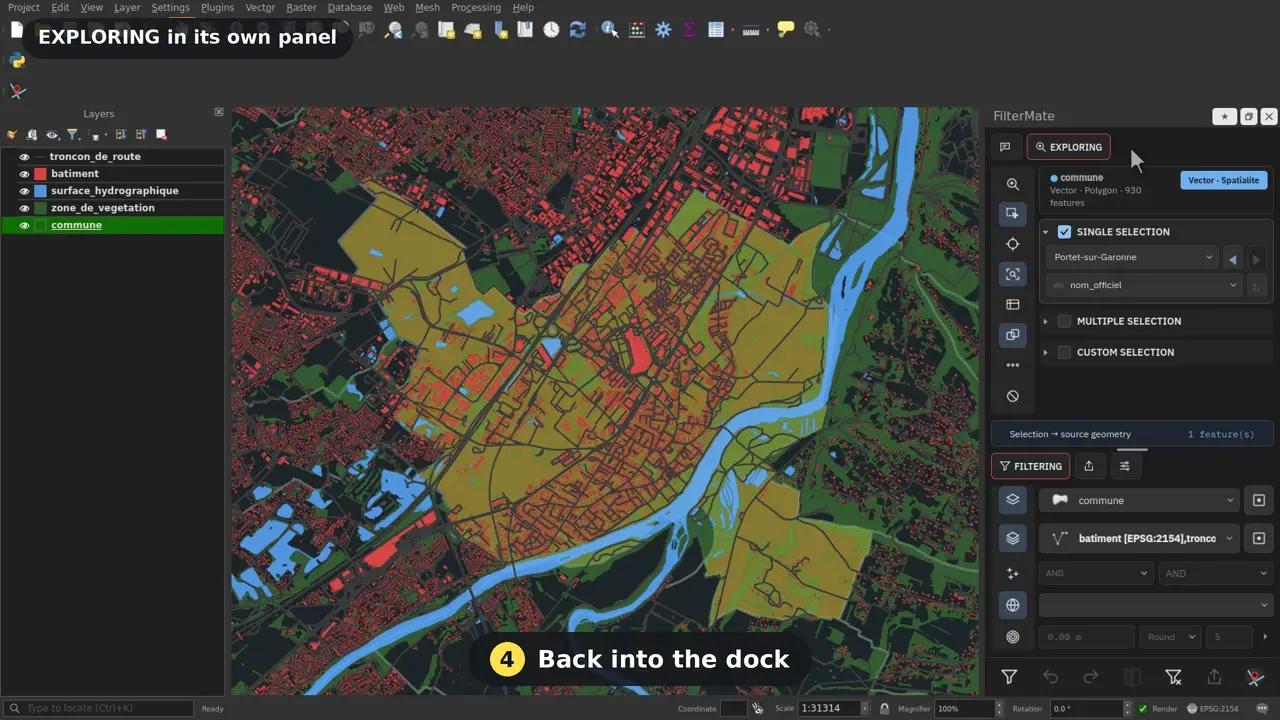 Project Edit View Layer Settings Plugins Vector Raster Database Web Mesh Processing Help
EXPLORING in its own panel
Layers
troncon_de_route
batiment
surface_hydrographique
zone_de_vegetation
commune
FilterMate
EXPLORING
commune
Vector · Polygon · 930
features
Vector · Spatialite
SINGLE SELECTION
Portet-sur-Garonne
abc nom_officiel
MULTIPLE SELECTION
CUSTOM SELECTION
Selection → source geometry 1 feature(s)
FILTERING
commune
batiment [EPSG:2154],tronco
AND AND
0.00 m Round 5
4 Back into the dock
Type to locate (Ctrl+K) Ready Coordinate Scale 1:31314 Magnifier 100% Rotation 0.0 ° Render EPSG:2154